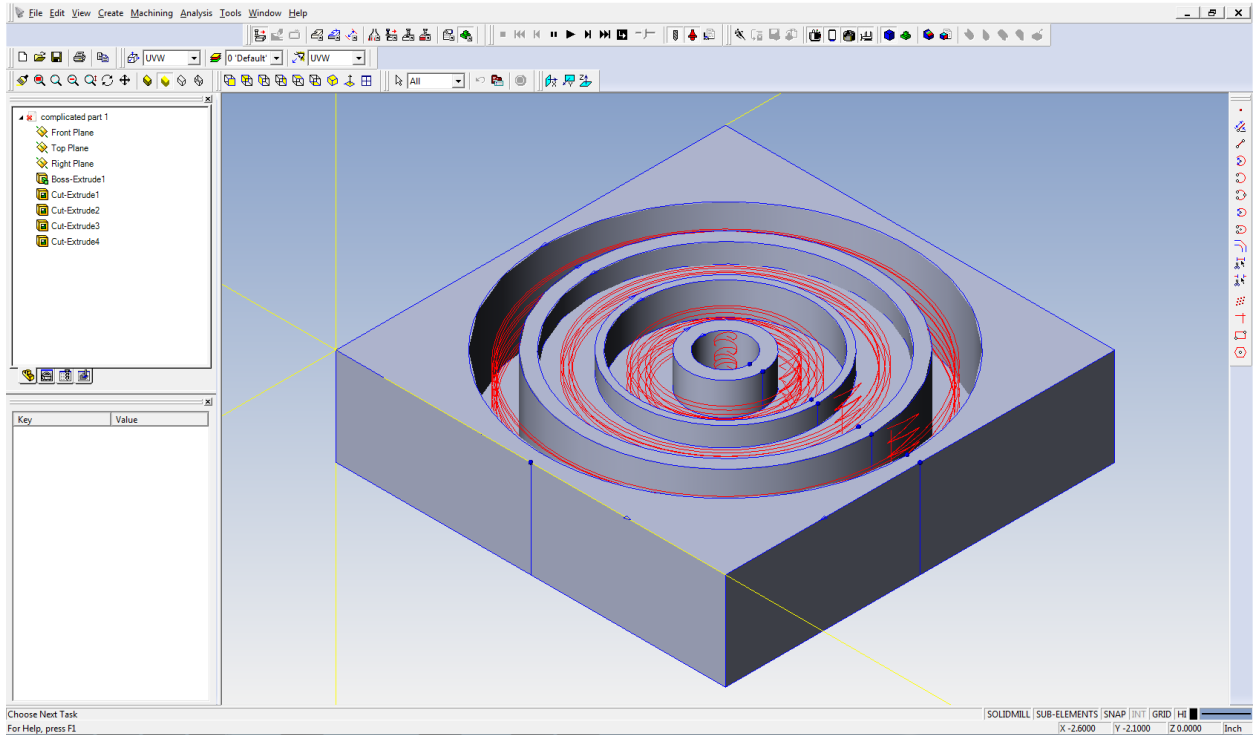 File Edit View Create Machining Analysis Tools Window Help
UVW 0 'Default' UVW
All
complicated part 1
Front Plane
Top Plane
Right Plane
Boss-Extrude1
Cut-Extrude1
Cut-Extrude2
Cut-Extrude3
Cut-Extrude4
Key Value
Choose Next Task SOLIDMILL SUB-ELEMENTS SNAP INT GRID HI
For Help, press F1 X -2.6000 Y -2.1000 Z 0.0000 Inch